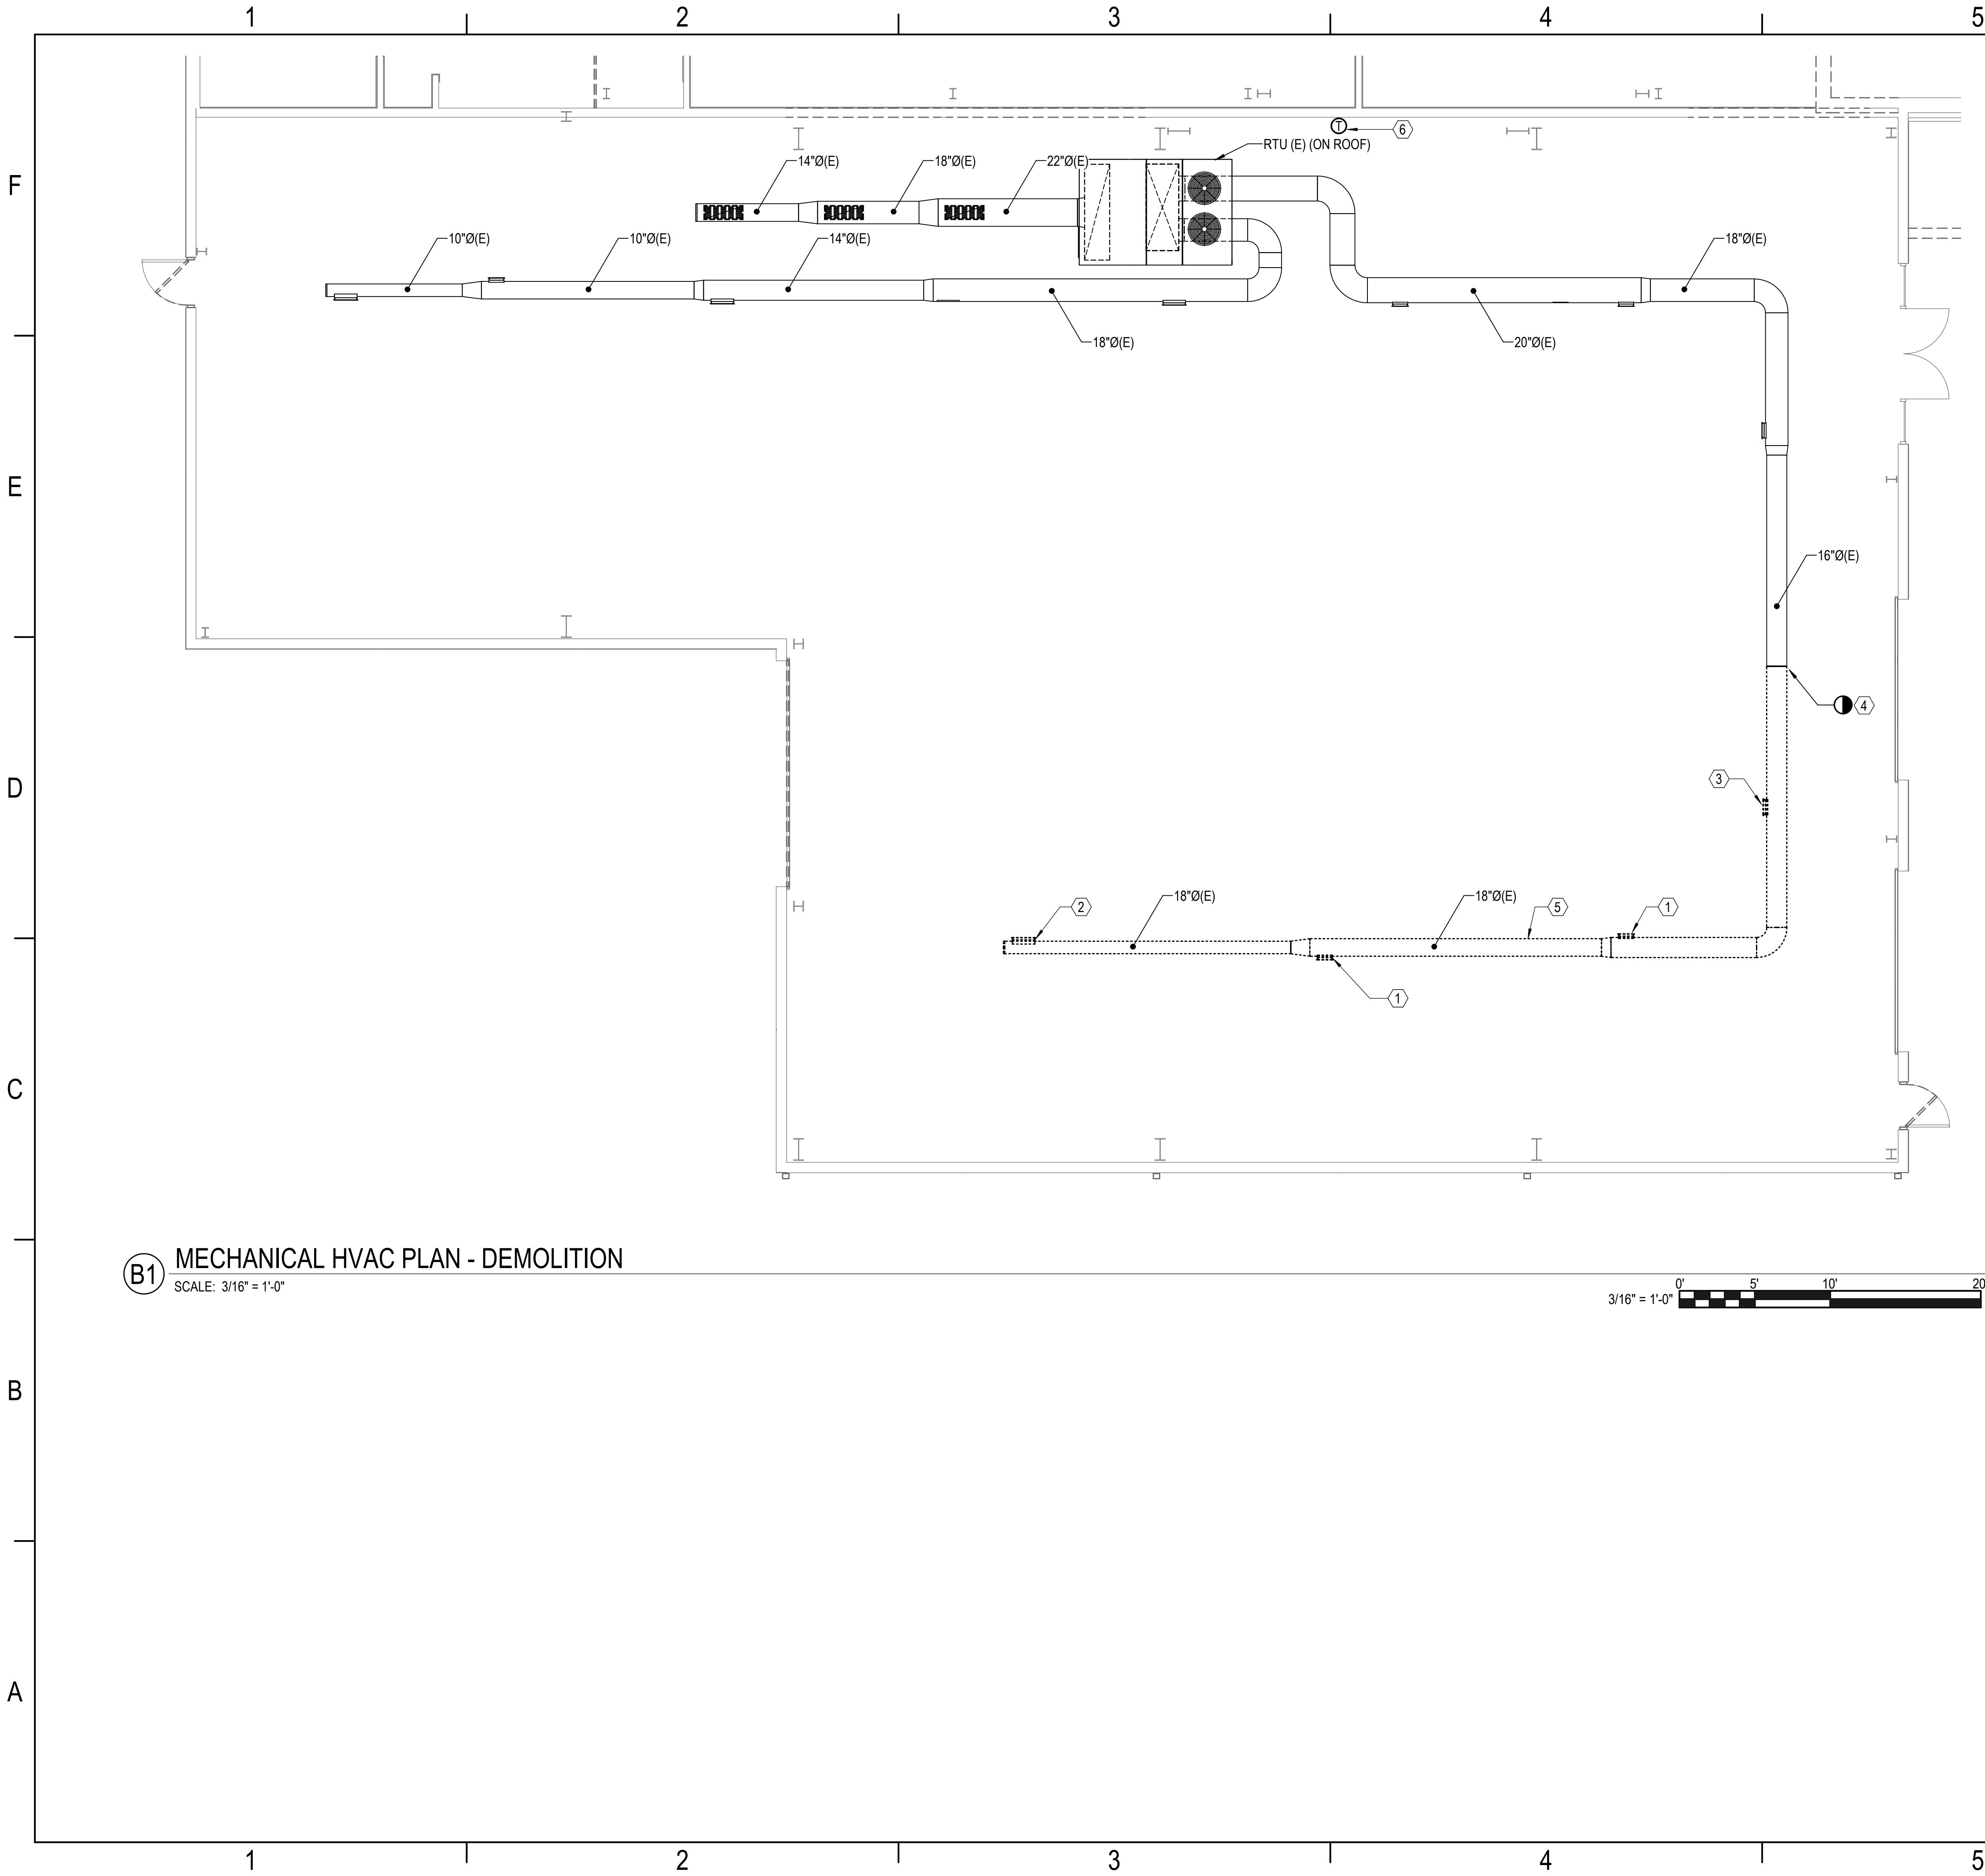 1 2 3 4 5
F
6
RTU (E) (ON ROOF)
14"Ø(E) 18"Ø(E) 22"Ø(E)
10"Ø(E) 10"Ø(E) 14"Ø(E) 18"Ø(E)
18"Ø(E) 20"Ø(E)
E
16"Ø(E)
4
D
3
18"Ø(E) 18"Ø(E)
2 5 1
1
C
B1 MECHANICAL HVAC PLAN - DEMOLITION
SCALE: 3/16" = 1'-0"
0' 5' 10' 20
3/16" = 1'-0"
B
A
1 2 3 4 5
T